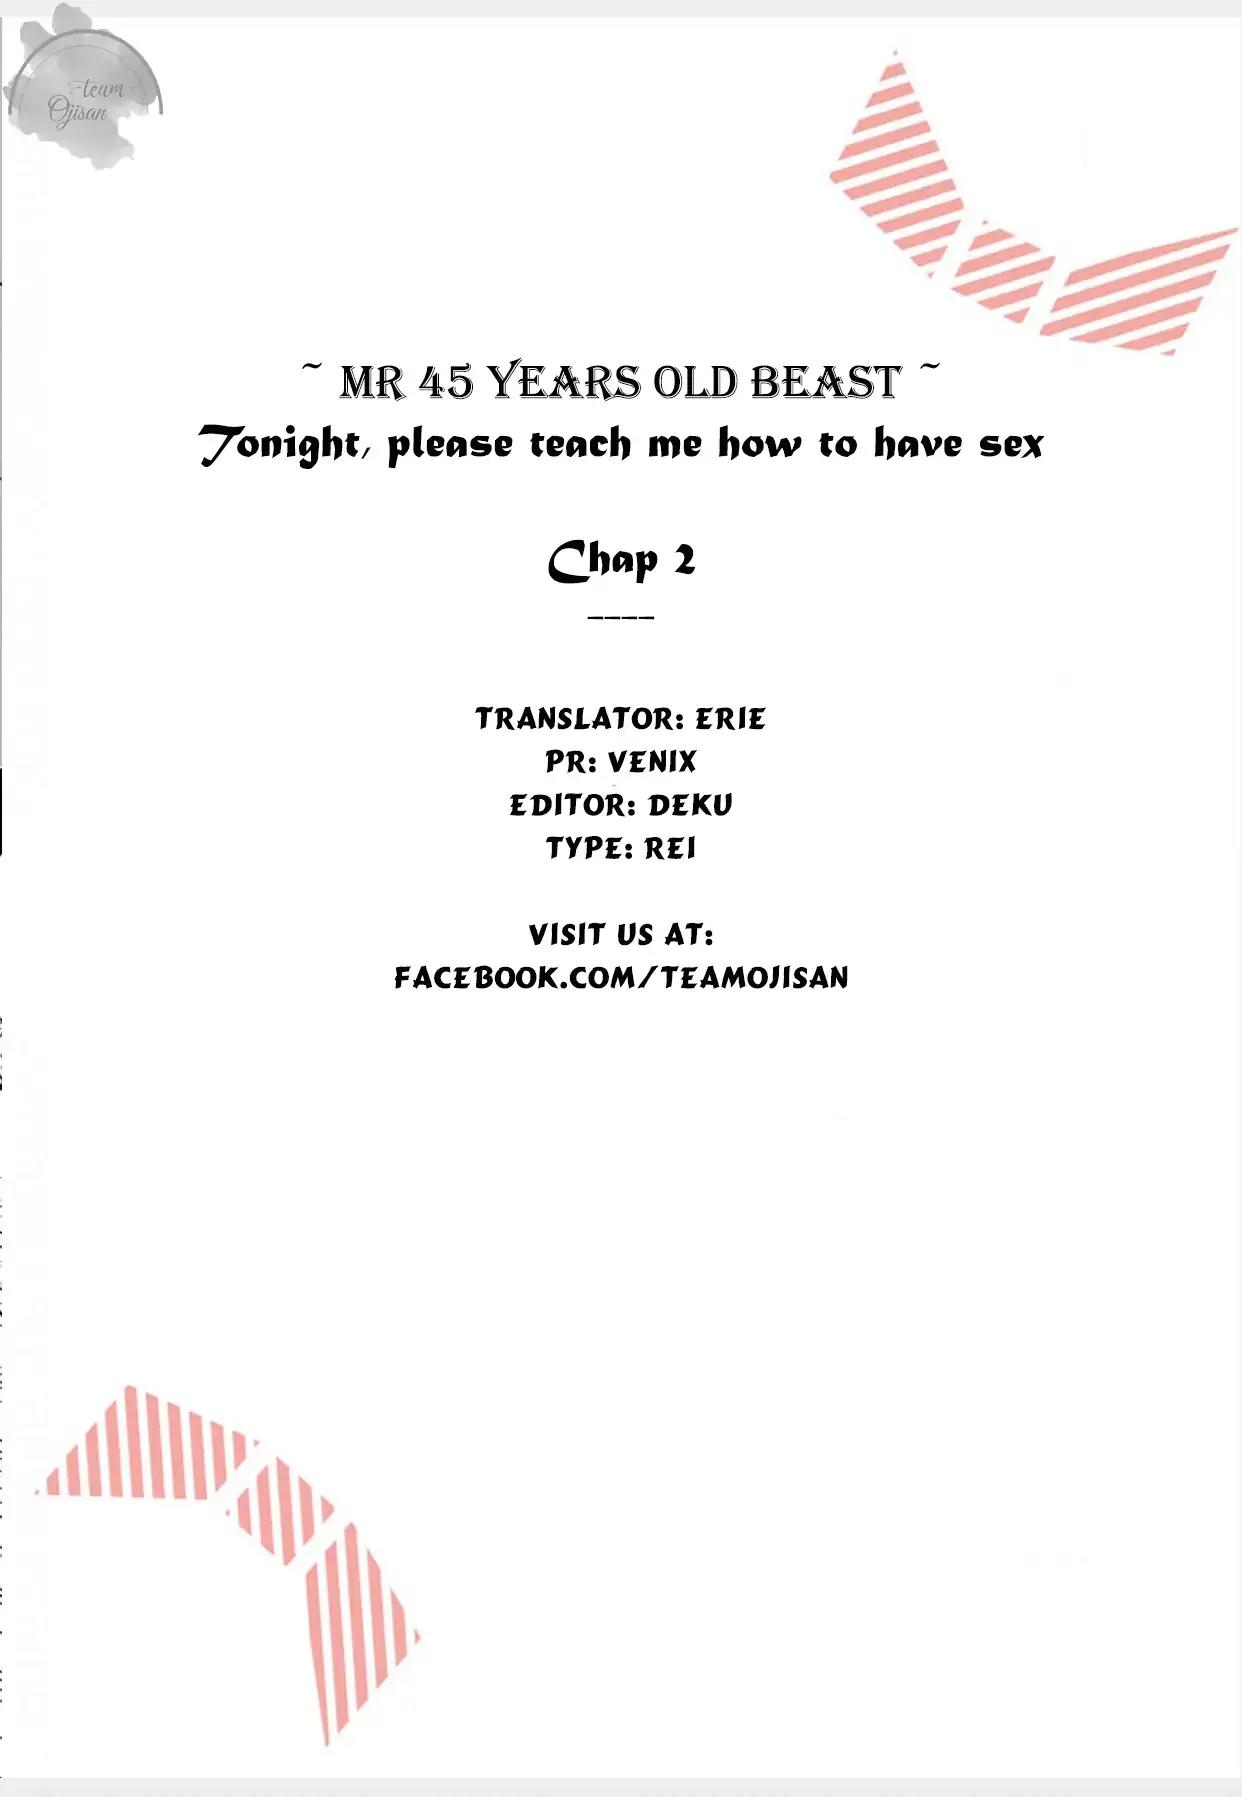 team
Ojisan
~ MR 45 YEARS OLD BEAST ~
Tonight, please teach me how to have sex
Chap 2
----
TRANSLATOR: ERIE
PR: VENIX
EDITOR: DEKU
TYPE: REI
VISIT US AT:
FACEBOOK.COM/TEAMOJISAN